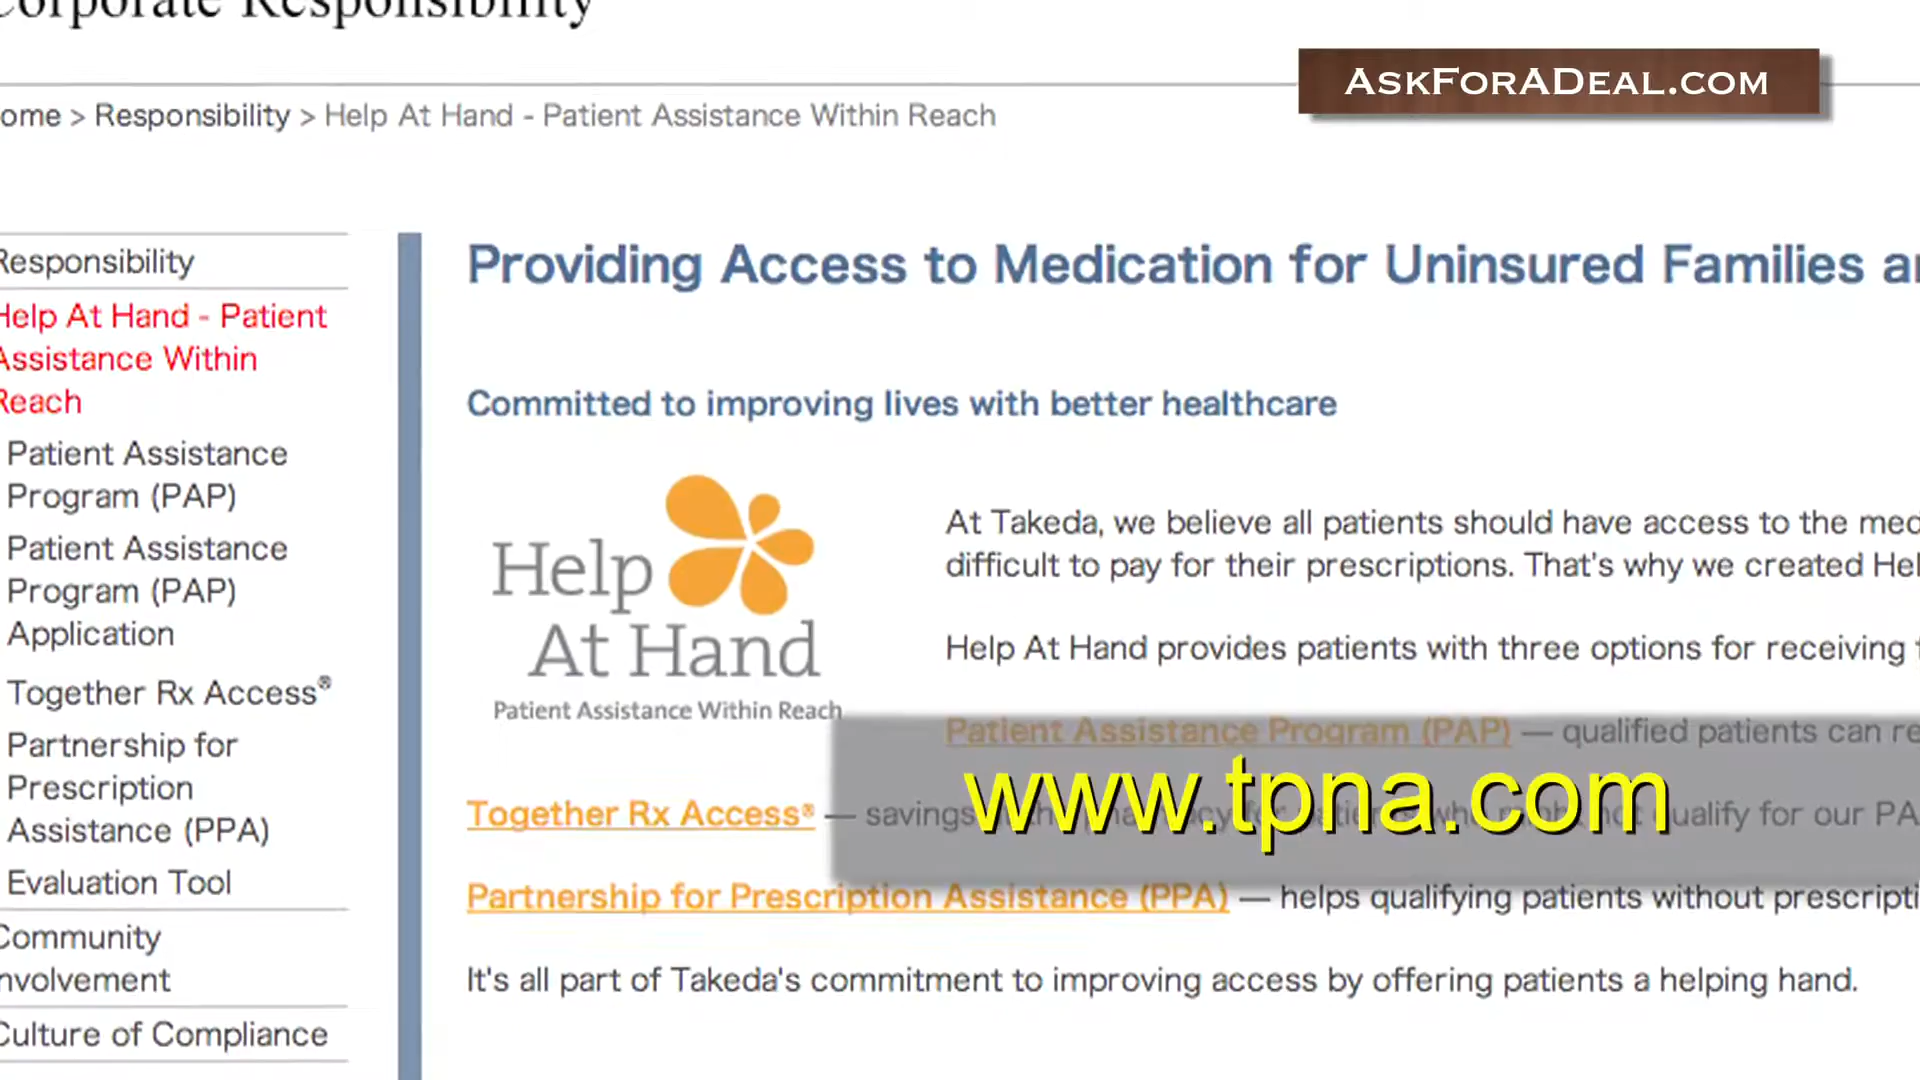 Corporate Responsibility
ASKFORADEAL.COM
ome > Responsibility > Help At Hand - Patient Assistance Within Reach
Responsibility
Help At Hand - Patient
Assistance Within
Reach
Patient Assistance
Program (PAP)
Patient Assistance
Program (PAP)
Application
Together Rx Access®
Partnership for
Prescription
Assistance (PPA)
Evaluation Tool
Community
nvolvement
Culture of Compliance
Providing Access to Medication for Uninsured Families
Committed to improving lives with better healthcare
Help
At Hand
Patient Assistance Within Reach
At Takeda, we believe all patients should have access to the med
difficult to pay for their prescriptions. That's why we created Hel
Help At Hand provides patients with three options for receiving
Patient Assistance Program (PAP) — qualified patients can re
Together Rx Access® — savings qualify for our PA
www.tpna.com
Partnership for Prescription Assistance (PPA) — helps qualifying patients without prescripti
It's all part of Takeda's commitment to improving access by offering patients a helping hand.